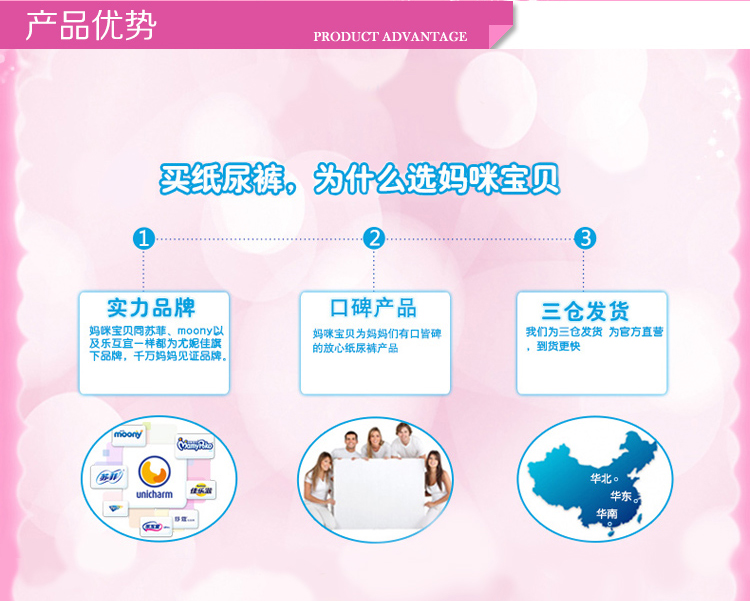 产品优势
PRODUCT ADVANTAGE
买纸尿裤，为什么选妈咪宝贝
1
2
3
实力品牌
妈咪宝贝同苏菲、moony以
及乐互宜一样都为尤妮佳旗
下品牌，千万妈妈见证品牌。
口碑产品
妈咪宝贝为妈妈们有口皆碑
的放心纸尿裤产品
三仓发货
我们为三仓发货 为官方直营
，到货更快
moony
MamyPoko
苏菲
unicharm
佳乐滋
华北
华东
华南